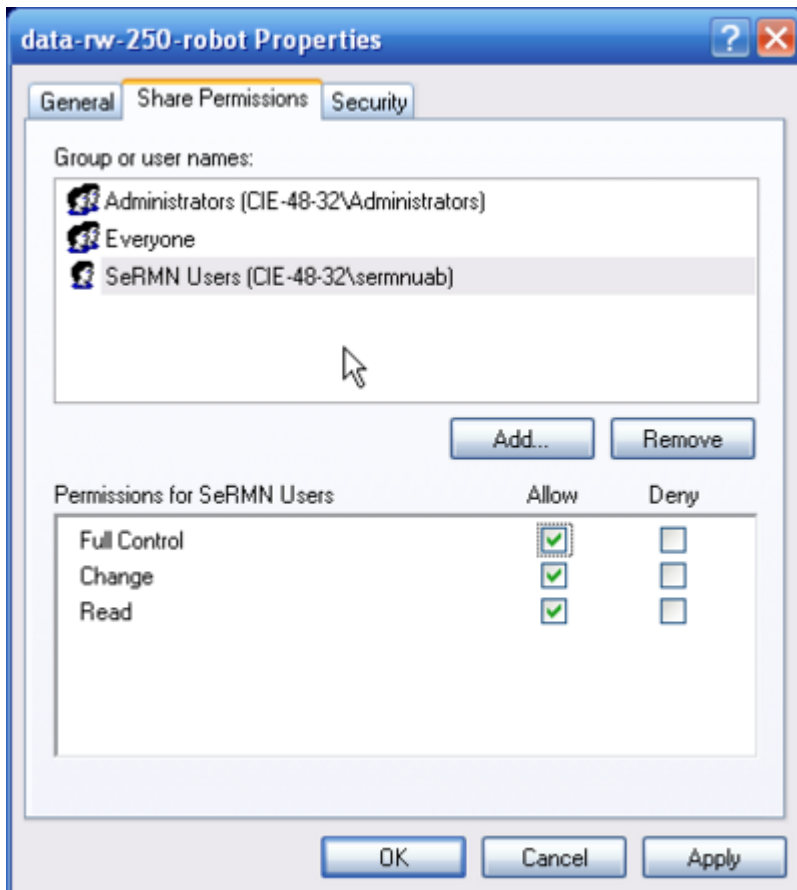 data-rw-250-robot Properties
General Share Permissions Security
Group or user names:
Administrators (CIE-48-32\Administrators)
Everyone
SeRMN Users (CIE-48-32\sermnuab)
Add... Remove
Permissions for SeRMN Users Allow Deny
Full Control
Change
Read
OK Cancel Apply